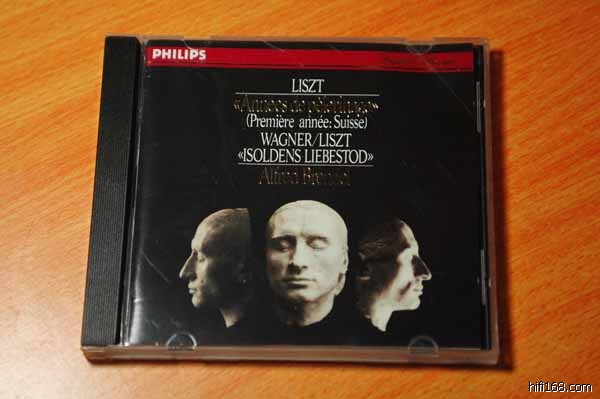 PHILIPS
LISZT
«Années de pèlerinage»
(Première année: Suisse)
WAGNER/LISZT
«ISOLDENS LIEBESTOD»
Alfred Brendel
hifi168.com